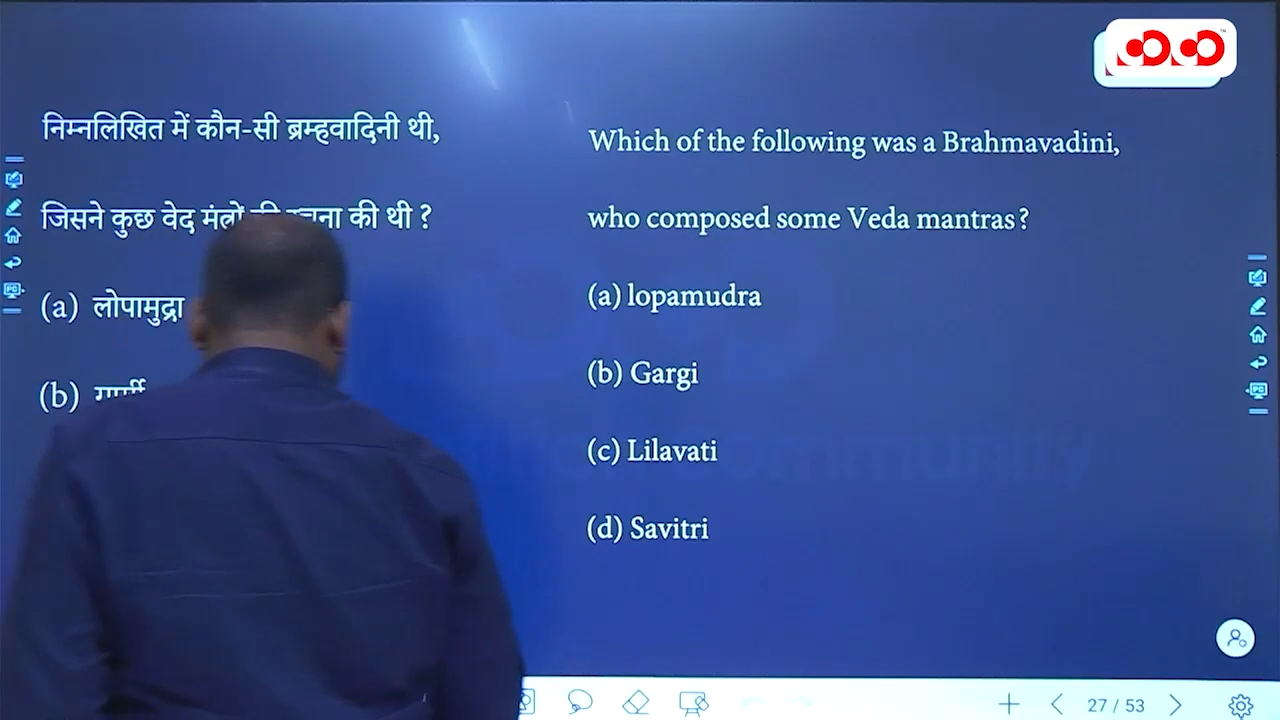 निम्नलिखित में कौन-सी ब्रम्हवादिनी थी,
जिसने कुछ वेद की थी ?
(a) लोपामुद्रा
(b)
Which of the following was a Brahmavadini,
who composed some Veda mantras?
(a) lopamudra
(b) Gargi
(c) Lilavati
(d) Savitri
27 / 53